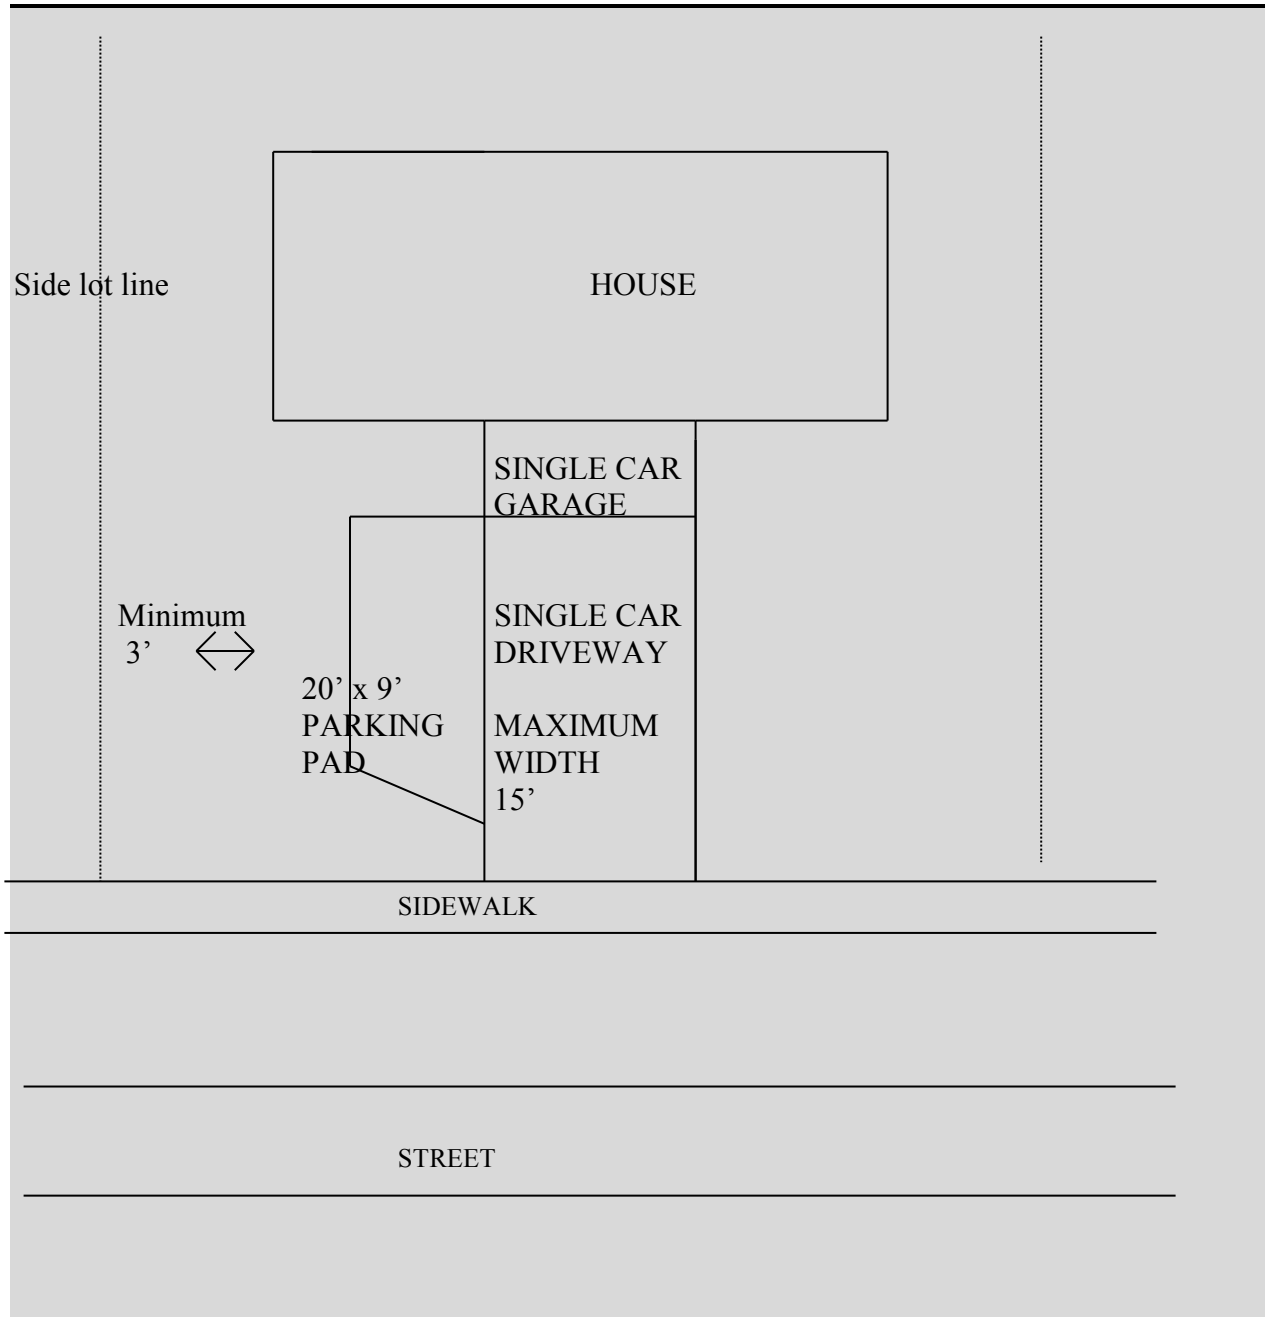 Side lot line
HOUSE
SINGLE CAR
GARAGE
Minimum
3’
SINGLE CAR
DRIVEWAY
20’ x 9’
PARKING
PAD
MAXIMUM
WIDTH
15’
SIDEWALK
STREET